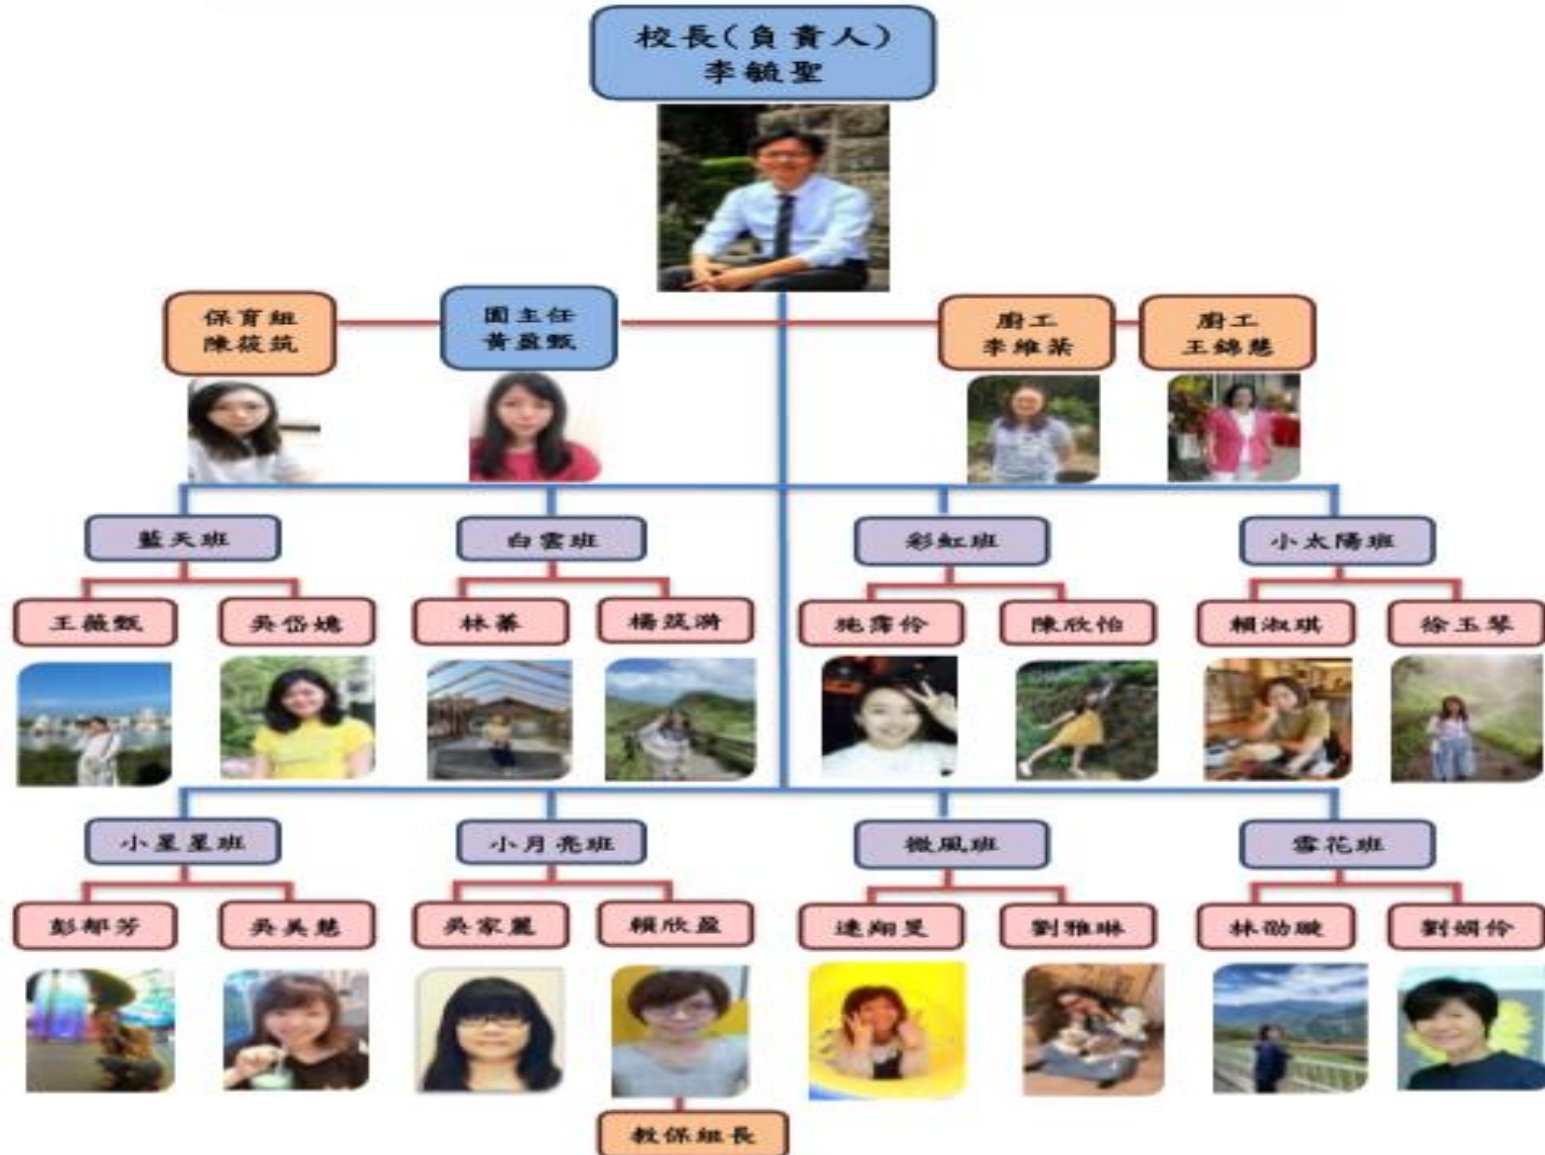 校長(負責人)
李毓聖
保育組
陳筱筑
園主任
黃盈甄
廚工
李維棻
廚工
王錦慧
藍天班
白雲班
彩虹班
小太陽班
王薇甄
吳岱嬑
林蓁
楊筑漪
施霈伶
陳欣怡
賴淑琪
徐玉琴
小星星班
小月亮班
微風班
雪花班
彭郁芳
吳美慧
吳家麗
賴欣盈
連翊旻
劉雅琳
林劭璇
劉娟伶
教保組長